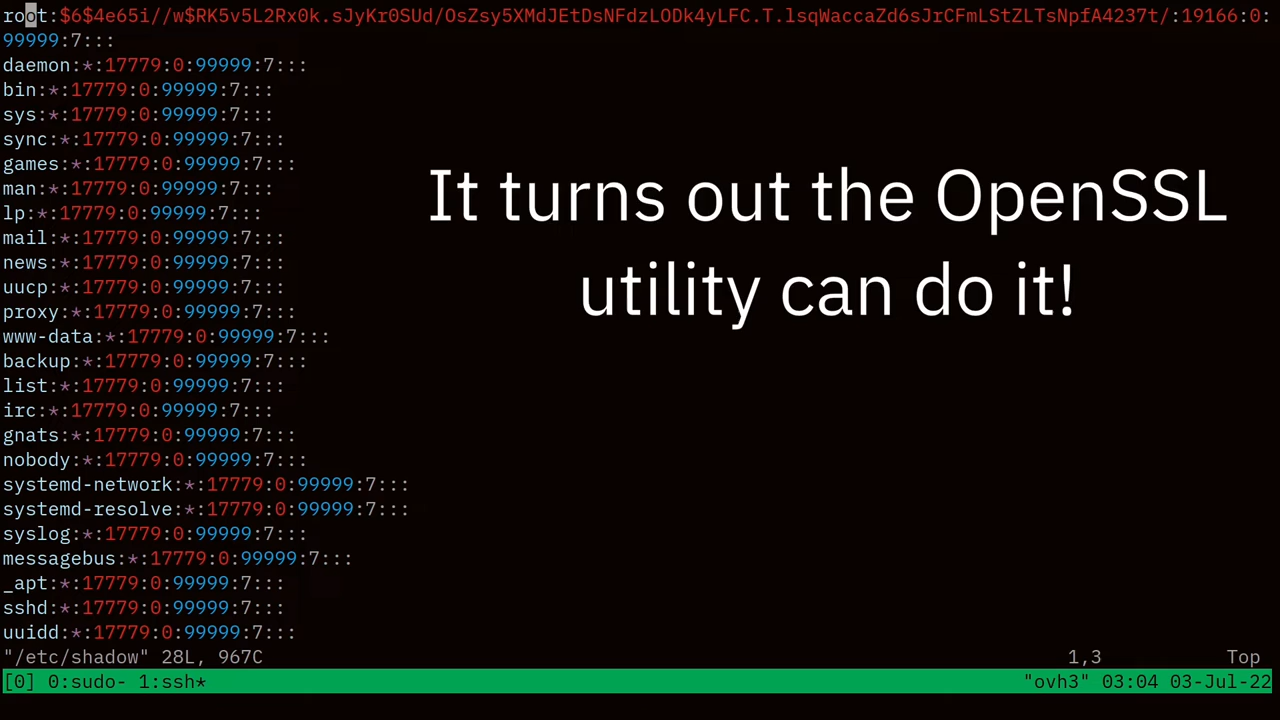 root:$6$4e65i//w$RK5v5L2Rx0k.sJyKr0SUd/OsZsy5XMdJEtDsNFdzLODk4yLFC.T.lsqWaccaZd6sJrCFmLStZLTsNpfA4237t/:19166:0:
99999:7:::
daemon:*:17779:0:99999:7:::
bin:*:17779:0:99999:7:::
sys:*:17779:0:99999:7:::
sync:*:17779:0:99999:7:::
games:*:17779:0:99999:7:::
man:*:17779:0:99999:7:::
lp:*:17779:0:99999:7:::
mail:*:17779:0:99999:7:::
news:*:17779:0:99999:7:::
uucp:*:17779:0:99999:7:::
proxy:*:17779:0:99999:7:::
www-data:*:17779:0:99999:7:::
backup:*:17779:0:99999:7:::
list:*:17779:0:99999:7:::
irc:*:17779:0:99999:7:::
gnats:*:17779:0:99999:7:::
nobody:*:17779:0:99999:7:::
systemd-network:*:17779:0:99999:7:::
systemd-resolve:*:17779:0:99999:7:::
syslog:*:17779:0:99999:7:::
messagebus:*:17779:0:99999:7:::
_apt:*:17779:0:99999:7:::
sshd:*:17779:0:99999:7:::
uuidd:*:17779:0:99999:7:::
"/etc/shadow" 28L, 967C 1,3 Top
[0] 0:sudo- 1:ssh* "ovh3" 03:04 03-Jul-22
It turns out the OpenSSL
utility can do it!